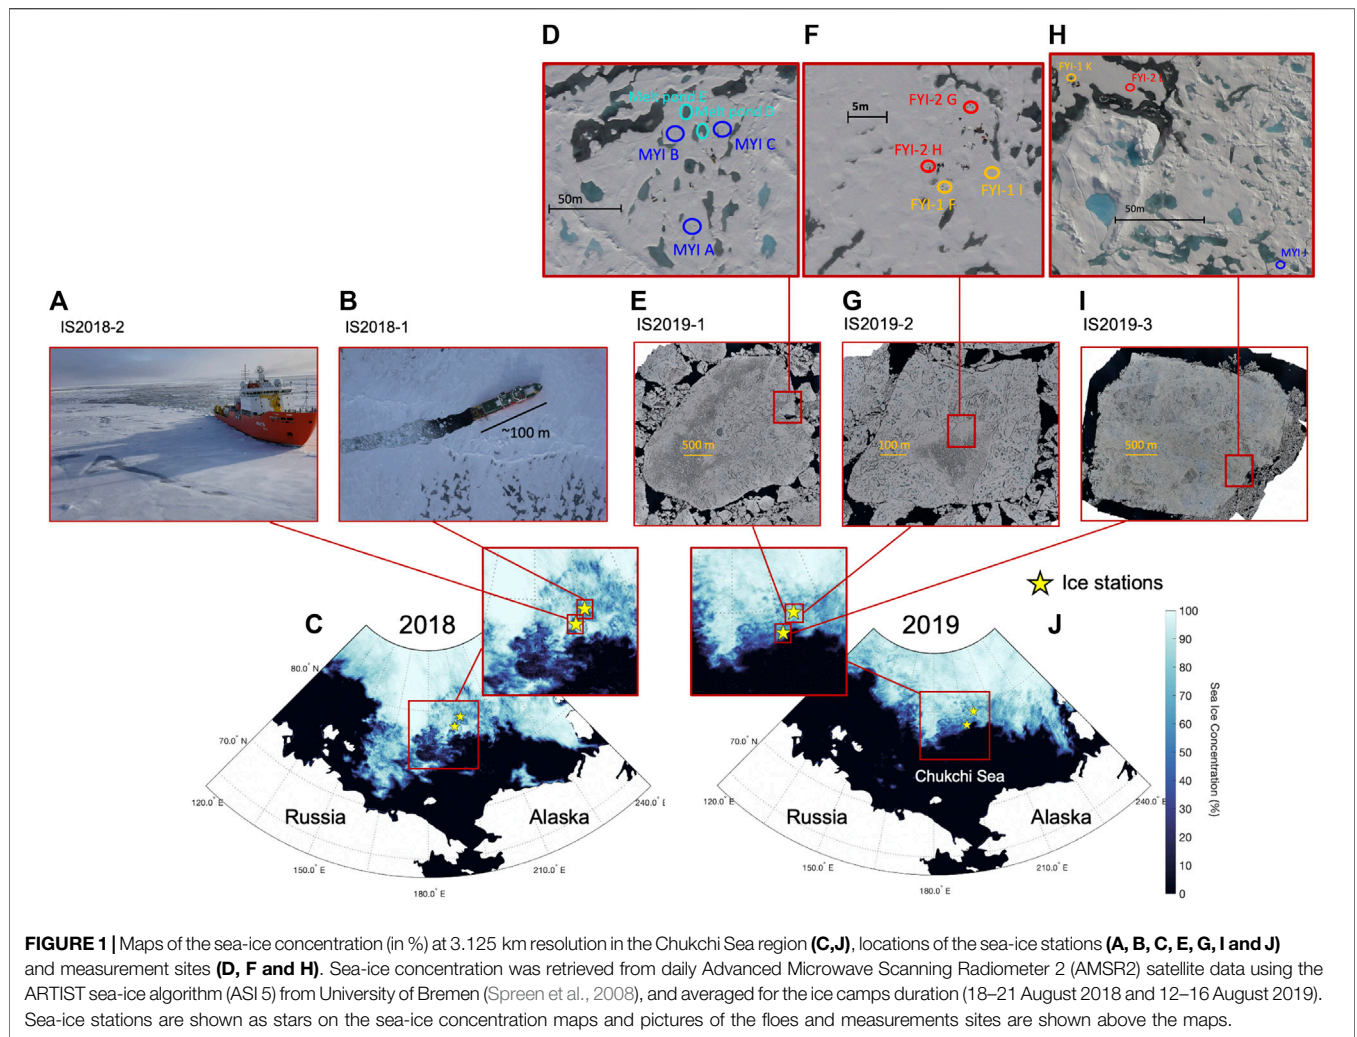 D
F
H
Melt pond E
Melt pond D
MYI B
MYI C
50m
MYI A
FYI-2 G
5m
FYI-2 H
FYI-1 I
FYI-1 F
FYI-1 K
FYI-2 L
50m
MYI J
A
IS2018-2
B
IS2018-1
~100 m
E
IS2019-1
500 m
G
IS2019-2
100 m
I
IS2019-3
500 m
Ice stations
C
2018
80.0° N
70.0° N
120.0° E
150.0° E
180.0° E
210.0° E
240.0° E
Russia
Alaska
2019
J
70.0° N
120.0° E
150.0° E
180.0° E
210.0° E
240.0° E
Chukchi Sea
Russia
Alaska
100
90
80
70
60
50
40
30
20
10
0
Sea Ice Concentration (%)
FIGURE 1 | Maps of the sea-ice concentration (in %) at 3.125 km resolution in the Chukchi Sea region (C,J), locations of the sea-ice stations (A, B, C, E, G, I and J)
and measurement sites (D, F and H). Sea-ice concentration was retrieved from daily Advanced Microwave Scanning Radiometer 2 (AMSR2) satellite data using the
ARTIST sea-ice algorithm (ASI 5) from University of Bremen (Spreen et al., 2008), and averaged for the ice camps duration (18–21 August 2018 and 12–16 August 2019).
Sea-ice stations are shown as stars on the sea-ice concentration maps and pictures of the floes and measurements sites are shown above the maps.